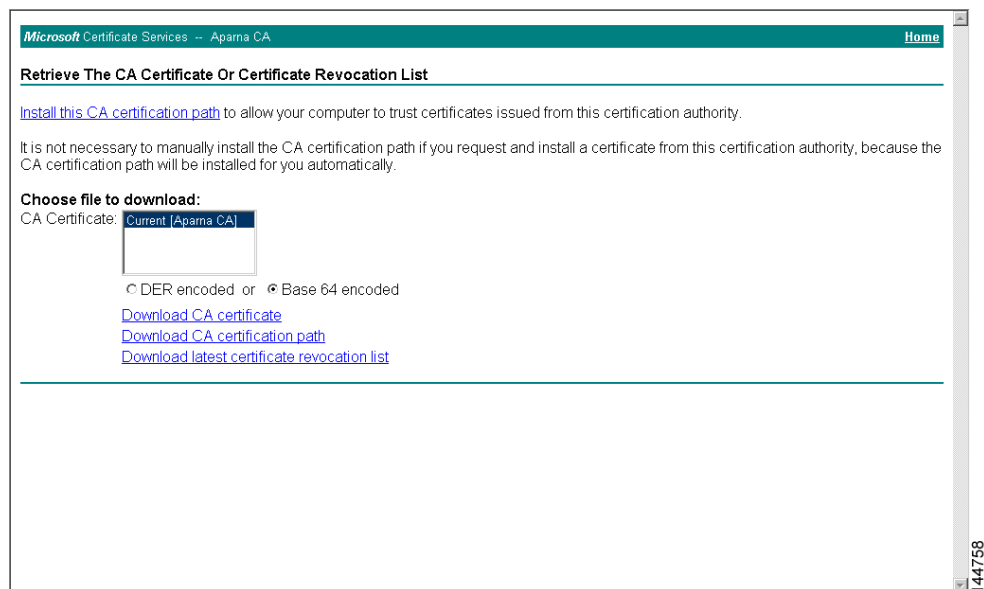 Microsoft Certificate Services -- Aparna CA Home
Retrieve The CA Certificate Or Certificate Revocation List
Install this CA certification path to allow your computer to trust certificates issued from this certification authority.
It is not necessary to manually install the CA certification path if you request and install a certificate from this certification authority, because the
CA certification path will be installed for you automatically.
Choose file to download:
CA Certificate: Current [Aparna CA]
DER encoded or Base 64 encoded
Download CA certificate
Download CA certification path
Download latest certificate revocation list
144758